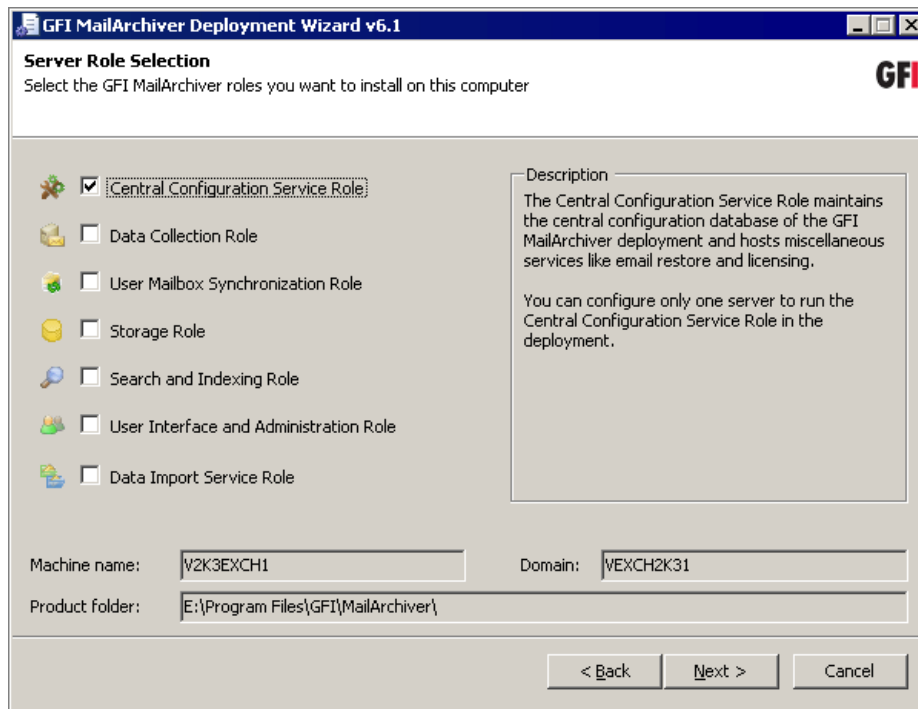 GFI MailArchiver Deployment Wizard v6.1
Server Role Selection
Select the GFI MailArchiver roles you want to install on this computer
GFI
Central Configuration Service Role
Data Collection Role
User Mailbox Synchronization Role
Storage Role
Search and Indexing Role
User Interface and Administration Role
Data Import Service Role
Description
The Central Configuration Service Role maintains
the central configuration database of the GFI
MailArchiver deployment and hosts miscellaneous
services like email restore and licensing.
You can configure only one server to run the
Central Configuration Service Role in the
deployment.
Machine name: V2K3EXCH1 Domain: VEXCH2K31
Product folder: E:\Program Files\GFI\MailArchiver\
< Back Next > Cancel